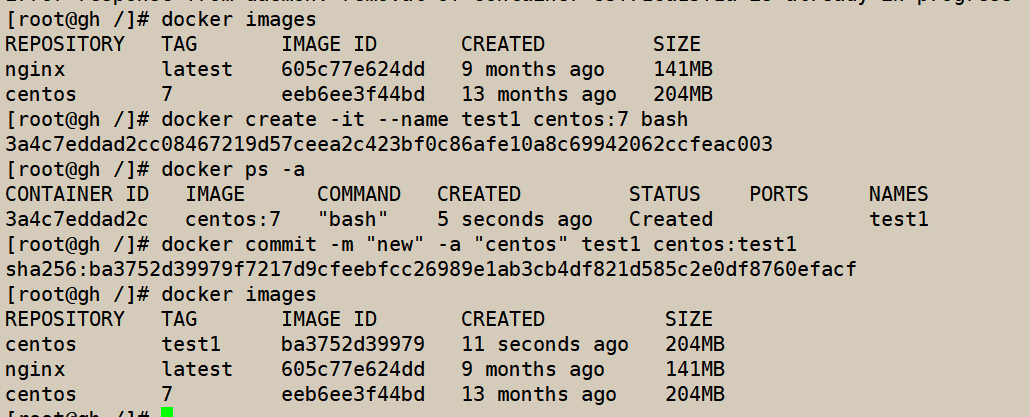 [root@gh /]# docker images
REPOSITORY TAG IMAGE ID CREATED SIZE
nginx latest 605c77e624dd 9 months ago 141MB
centos 7 eeb6ee3f44bd 13 months ago 204MB
[root@gh /]# docker create -it --name test1 centos:7 bash
3a4c7eddad2cc08467219d57ceea2c423bf0c86afe10a8c69942062ccfeac003
[root@gh /]# docker ps -a
CONTAINER ID IMAGE COMMAND CREATED STATUS PORTS NAMES
3a4c7eddad2c centos:7 "bash" 5 seconds ago Created test1
[root@gh /]# docker commit -m "new" -a "centos" test1 centos:test1
sha256:ba3752d39979f7217d9cfeebfcc26989e1ab3cb4df821d585c2e0df8760efacf
[root@gh /]# docker images
REPOSITORY TAG IMAGE ID CREATED SIZE
centos test1 ba3752d39979 11 seconds ago 204MB
nginx latest 605c77e624dd 9 months ago 141MB
centos 7 eeb6ee3f44bd 13 months ago 204MB
[root@gh /]#